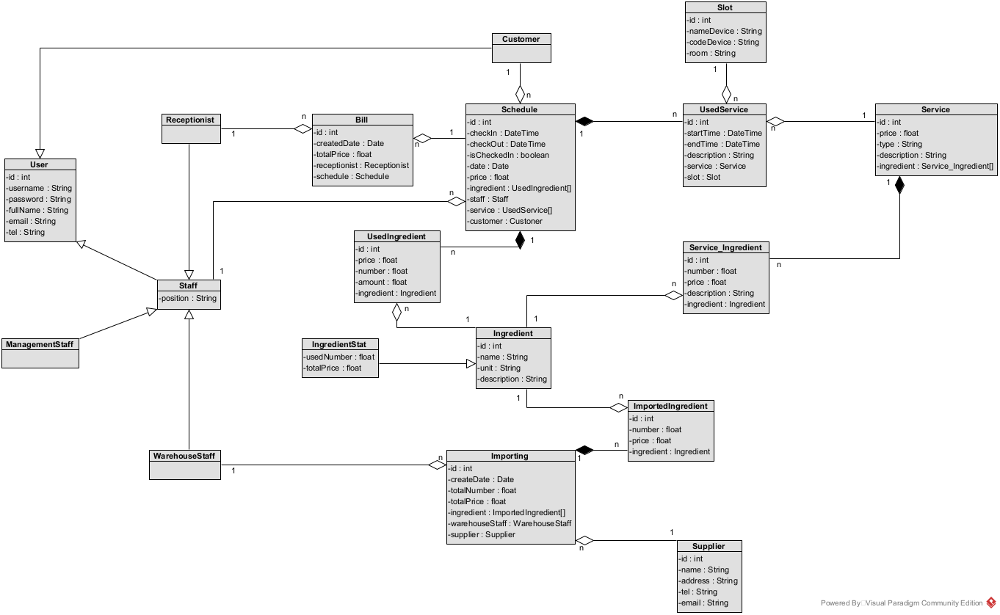 Slot
-id : int
-nameDevice : String
-codeDevice : String
-room : String
1
n
Customer
1
n
Receptionist
1
n
Bill
-id : int
-createdDate : Date
-totalPrice : float
-receptionist : Receptionist
-schedule : Schedule
n
1
Schedule
-id : int
-checkIn : DateTime
-checkOut : DateTime
-isCheckedIn : boolean
-date : Date
-price : float
-ingredient : UsedIngredient[]
-staff : Staff
-service : UsedService[]
-customer : Custoner
1
n
UsedService
-id : int
-startTime : DateTime
-endTime : DateTime
-description : String
-service : Service
-slot : Slot
n
1
Service
-id : int
-price : float
-type : String
-description : String
-ingredient : Service_Ingredient[]
1
n
User
-id : int
-username : String
-password : String
-fullName : String
-email : String
-tel : String
n
1
UsedIngredient
-id : int
-price : float
-number : float
-amount : float
-ingredient : Ingredient
n
1
n
1
Service_Ingredient
-id : int
-number : float
-price : float
-description : String
-ingredient : Ingredient
n
1
Staff
-position : String
ManagementStaff
IngredientStat
-usedNumber : float
-totalPrice : float
Ingredient
-id : int
-name : String
-unit : String
-description : String
1
n
ImportedIngredient
-id : int
-number : float
-price : float
-ingredient : Ingredient
n
1
WarehouseStaff
1
n
Importing
-id : int
-createDate : Date
-totalNumber : float
-totalPrice : float
-ingredient : ImportedIngredient[]
-warehouseStaff : WarehouseStaff
-supplier : Supplier
n
1
Supplier
-id : int
-name : String
-address : String
-tel : String
-email : String
Powered By Visual Paradigm Community Edition